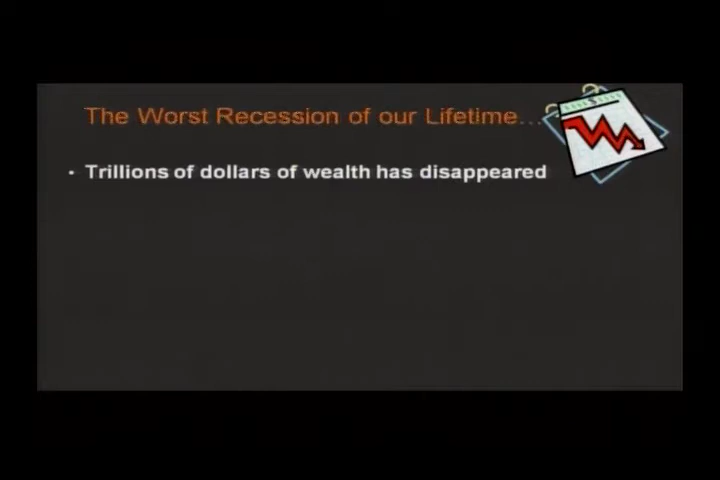 The Worst Recession of our Lifetime...
• Trillions of dollars of wealth has disappeared